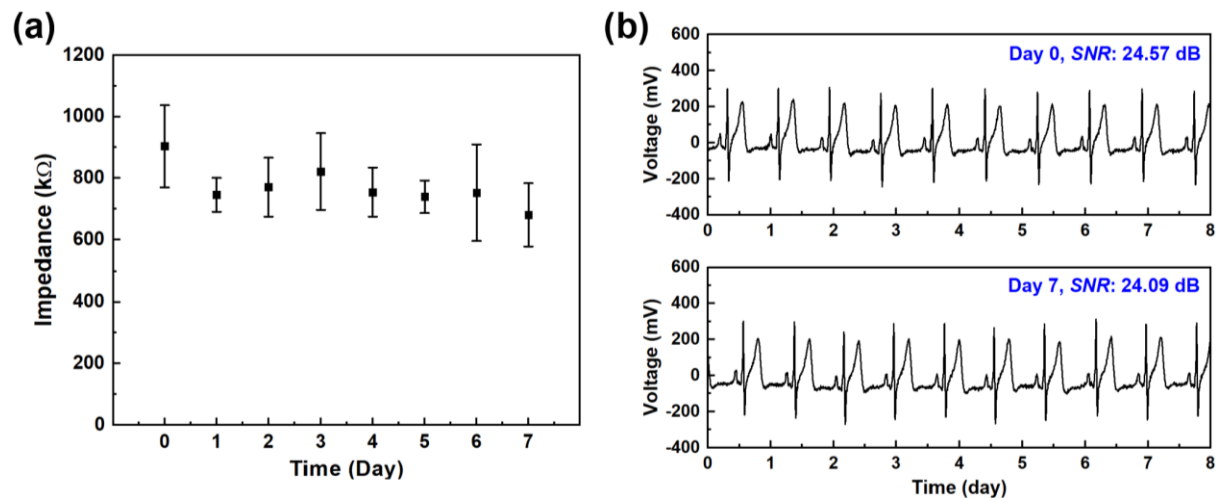 (a)
1200
1000
800
600
400
200
0
Impedance (kΩ)
0 1 2 3 4 5 6 7
Time (Day)
(b)
600
400
200
0
-200
-400
Voltage (mV)
Day 0, SNR: 24.57 dB
0 1 2 3 4 5 6 7 8
600
400
200
0
-200
-400
Voltage (mV)
Day 7, SNR: 24.09 dB
0 1 2 3 4 5 6 7 8
Time (day)